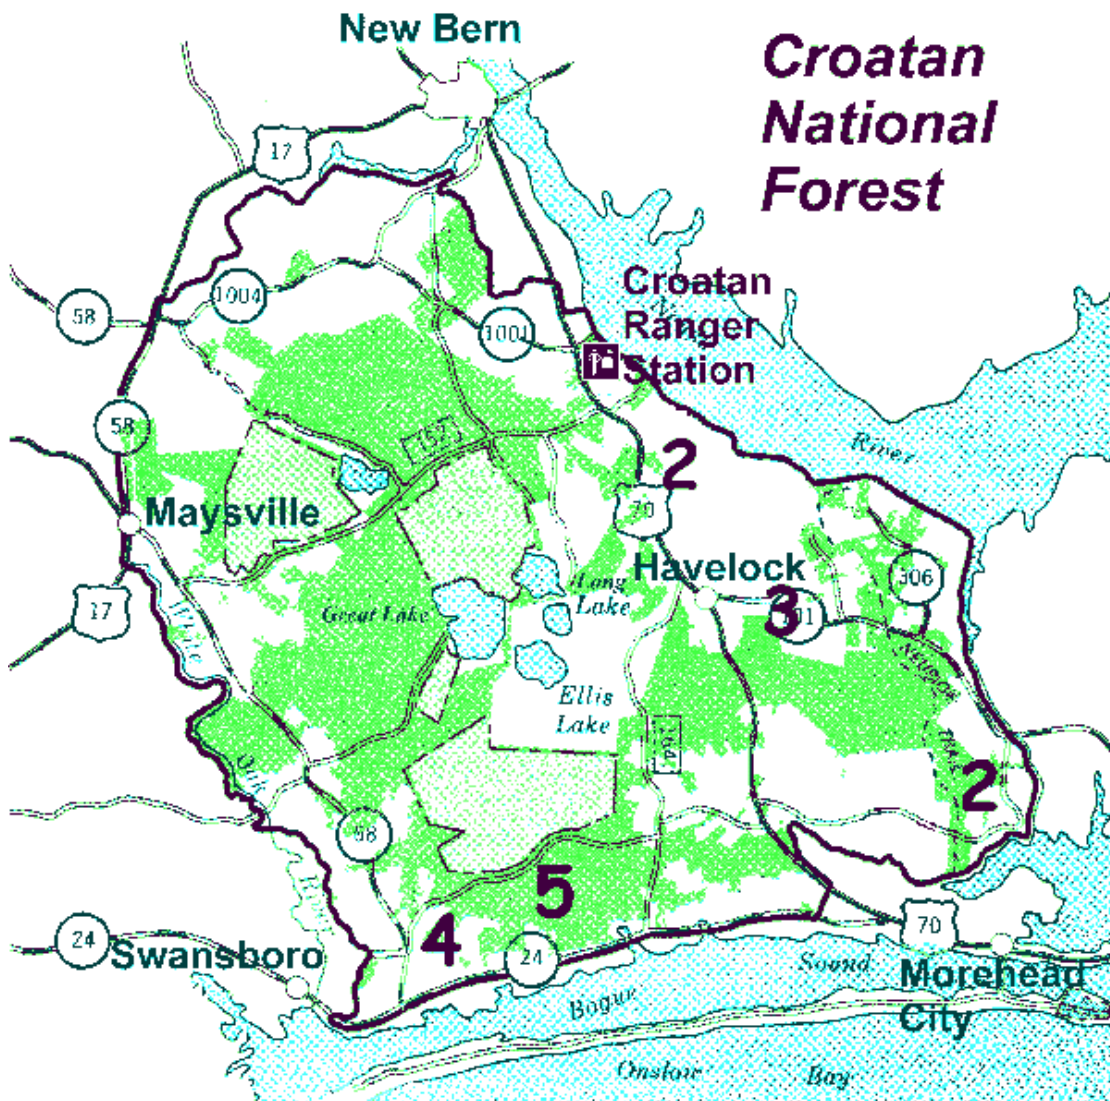 New Bern
Croatan
National
Forest
17
Croatan
Ranger
Station
58
1004
1001
58
152
2
River
70
Maysville
Havelock
306
17
White
Great Lake
Long
Lake
3
Ellis
Lake
2
58
5
4
24
24
70
Swansboro
Sound
Morehead
City
Bogue
Onslow
Bay